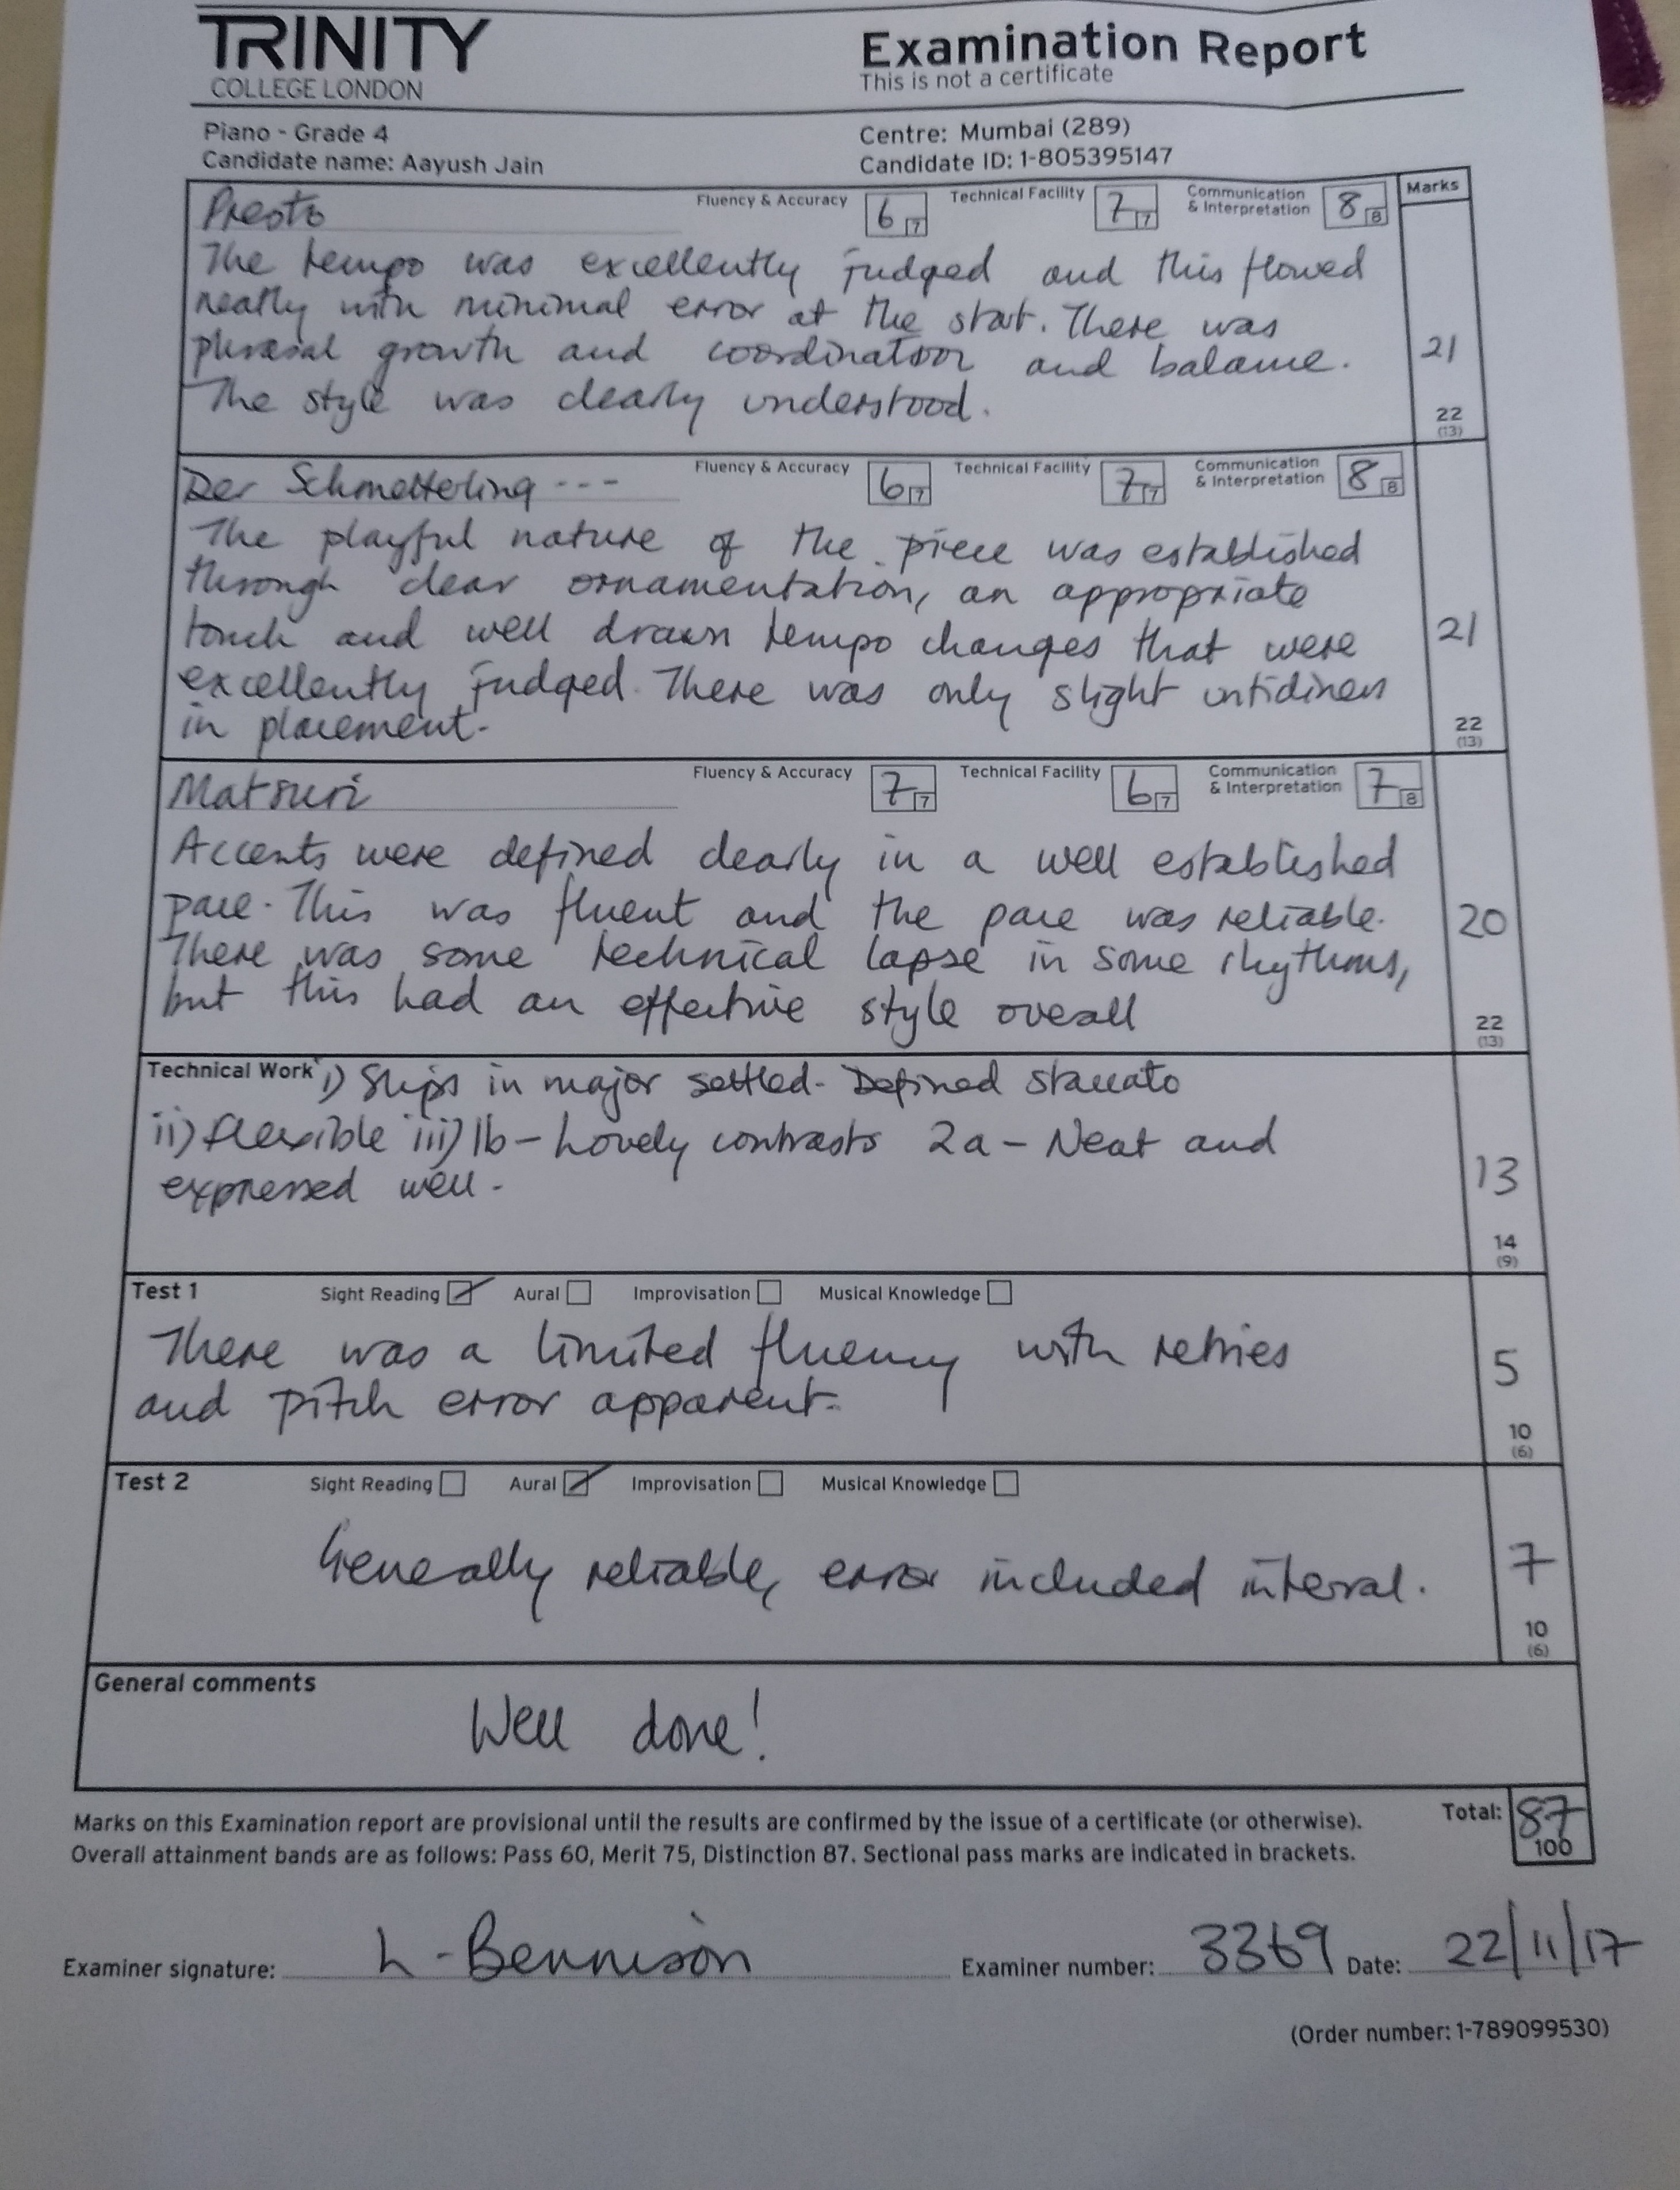 TRINITY
COLLEGE LONDON
Examination Report
This is not a certificate
Piano - Grade 4
Candidate name: Aayush Jain
Centre: Mumbai (289)
Candidate ID: 1-805395147
Marks
Presto Fluency & Accuracy 6 7 Technical Facility 7 7 Communication & Interpretation 8 8
The tempo was excellently judged and this flowed
neatly with minimal error at the start. There was
phrasal growth and coordination and balance.
The style was clearly understood.
21
22
(13)
Der Schmetterling --- Fluency & Accuracy 6 7 Technical Facility 7 7 Communication & Interpretation 8 8
The playful nature of the piece was established
through clear ornamentation, an appropriate
touch and well drawn tempo changes that were
excellently judged. There was only slight untidiness
in placement.
21
22
(13)
Matsuri Fluency & Accuracy 7 7 Technical Facility 6 7 Communication & Interpretation 7 8
Accents were defined clearly in a well established
pace. This was fluent and the pace was reliable.
There was some technical lapse in some rhythms,
but this had an effective style overall
20
22
(13)
Technical Work i) Slips in major settled. Defined staccato
ii) flexible iii) 1b - Lovely contrasts 2a - Neat and
expressed well.
13
14
(9)
Test 1 Sight Reading Aural Improvisation Musical Knowledge
There was a limited fluency with retries
and pitch error apparent.
5
10
(6)
Test 2 Sight Reading Aural Improvisation Musical Knowledge
Generally reliable, error included interval.
7
10
(6)
General comments
Well done!
Marks on this Examination report are provisional until the results are confirmed by the issue of a certificate (or otherwise).
Overall attainment bands are as follows: Pass 60, Merit 75, Distinction 87. Sectional pass marks are indicated in brackets.
Total: 87
100
Examiner signature: L-Bennison Examiner number: 3369 Date: 22/11/17
(Order number: 1-789099530)